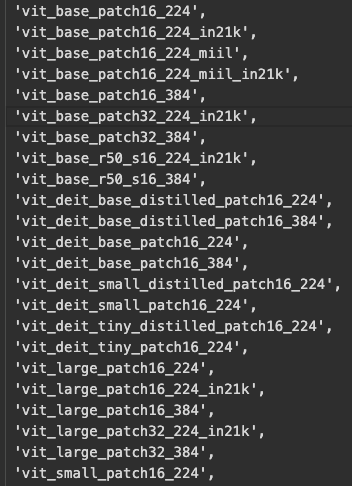 'vit_base_patch16_224',
'vit_base_patch16_224_in21k',
'vit_base_patch16_224_miil',
'vit_base_patch16_224_miil_in21k',
'vit_base_patch16_384',
'vit_base_patch32_224_in21k',
'vit_base_patch32_384',
'vit_base_r50_s16_224_in21k',
'vit_base_r50_s16_384',
'vit_deit_base_distilled_patch16_224',
'vit_deit_base_distilled_patch16_384',
'vit_deit_base_patch16_224',
'vit_deit_base_patch16_384',
'vit_deit_small_distilled_patch16_224',
'vit_deit_small_patch16_224',
'vit_deit_tiny_distilled_patch16_224',
'vit_deit_tiny_patch16_224',
'vit_large_patch16_224',
'vit_large_patch16_224_in21k',
'vit_large_patch16_384',
'vit_large_patch32_224_in21k',
'vit_large_patch32_384',
'vit_small_patch16_224',